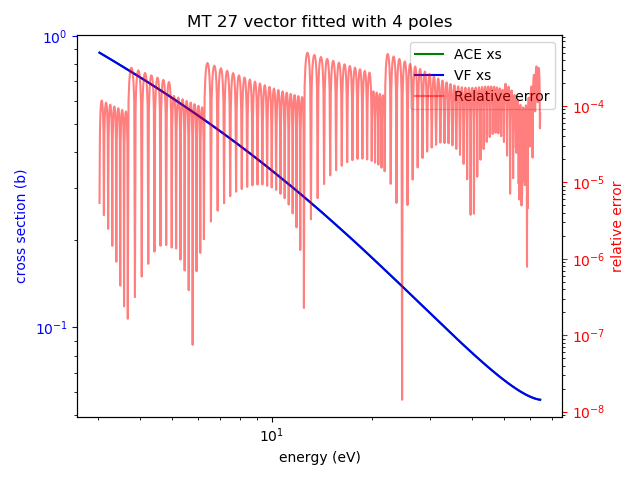 MT 27 vector fitted with 4 poles
10⁰
10⁻¹
cross section (b)
ACE xs
VF xs
Relative error
10⁻⁴
10⁻⁵
10⁻⁶
10⁻⁷
10⁻⁸
relative error
10¹
energy (eV)